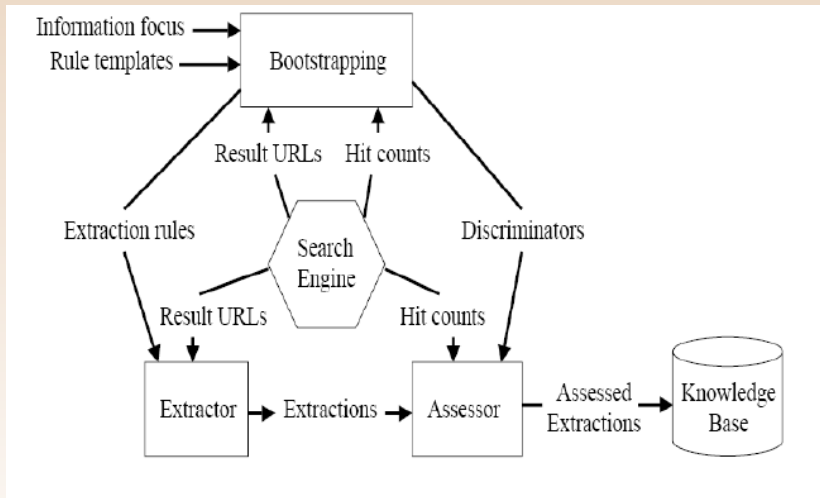 Information focus
Rule templates
Bootstrapping
Result URLs
Hit counts
Extraction rules
Search
Engine
Discriminators
Result URLs
Hit counts
Extractor
Extractions
Assessor
Assessed
Extractions
Knowledge
Base